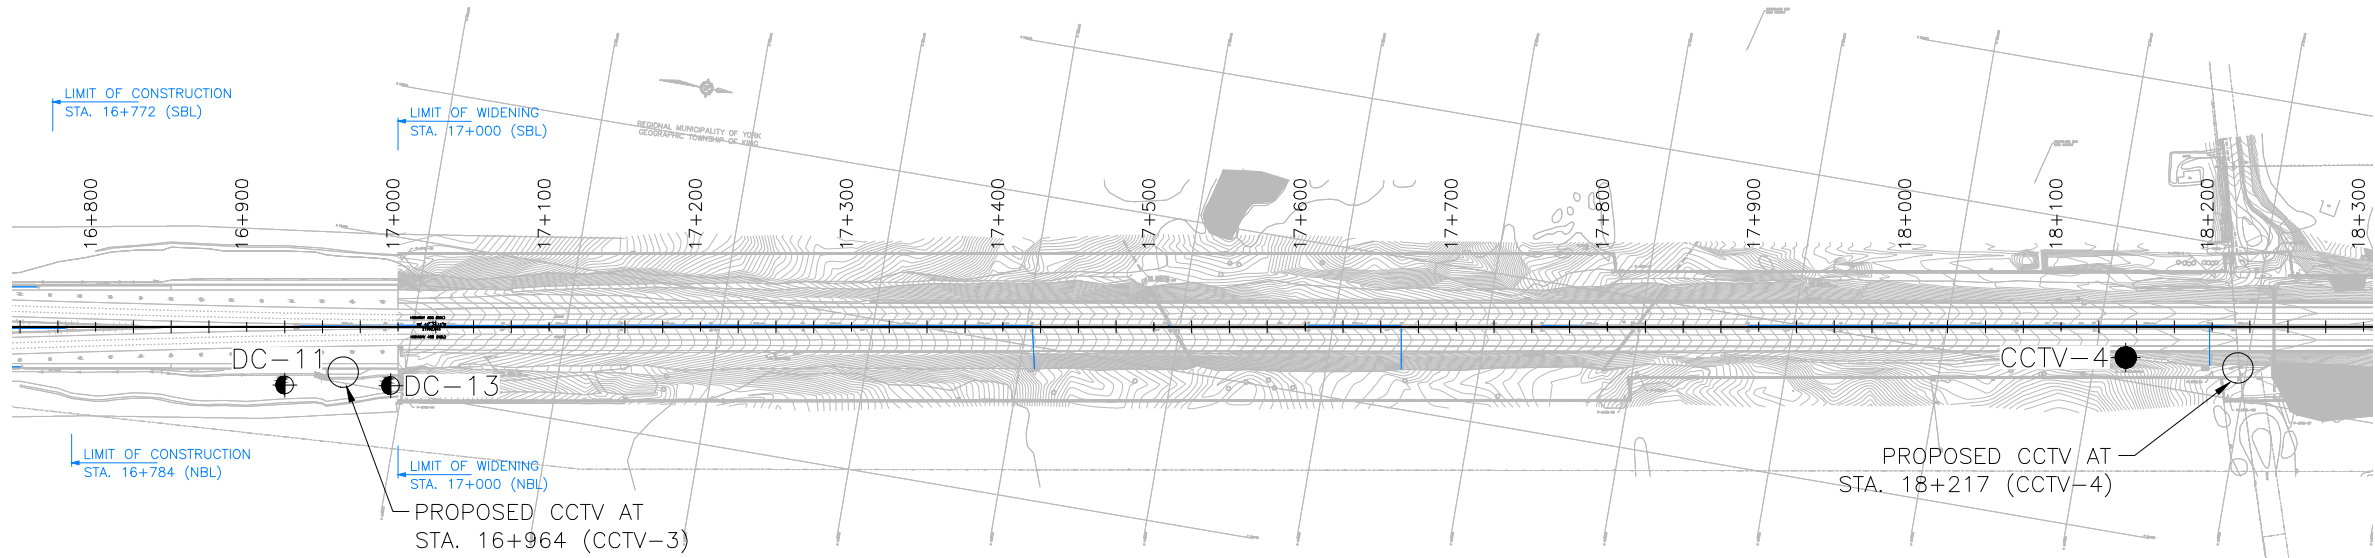 LIMIT OF CONSTRUCTION
STA. 16+772 (SBL)
LIMIT OF WIDENING
STA. 17+000 (SBL)
REGIONAL MUNICIPALITY OF YORK
GEOGRAPHIC TOWNSHIP OF KING
16+800
16+900
17+000
17+100
17+200
17+300
17+400
17+500
17+600
17+700
17+800
17+900
18+000
18+100
18+200
18+300
DC-11
DC-13
CCTV-4
LIMIT OF CONSTRUCTION
STA. 16+784 (NBL)
LIMIT OF WIDENING
STA. 17+000 (NBL)
PROPOSED CCTV AT
STA. 16+964 (CCTV-3)
PROPOSED CCTV AT
STA. 18+217 (CCTV-4)